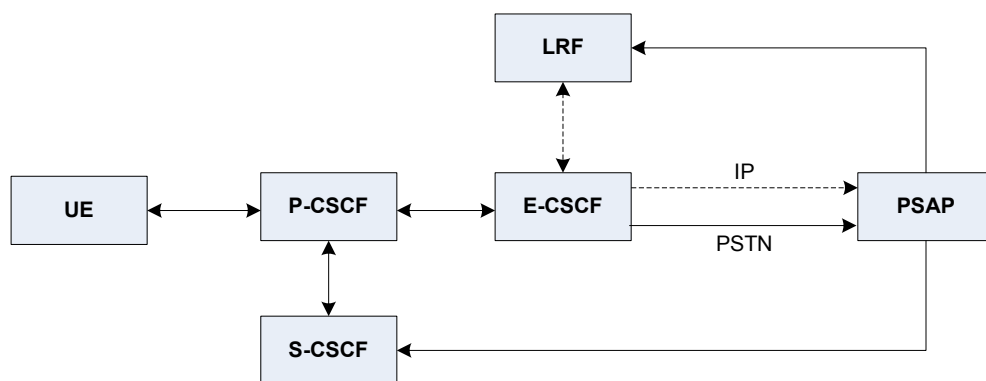 LRF
IP
UE
P-CSCF
E-CSCF
PSAP
PSTN
S-CSCF